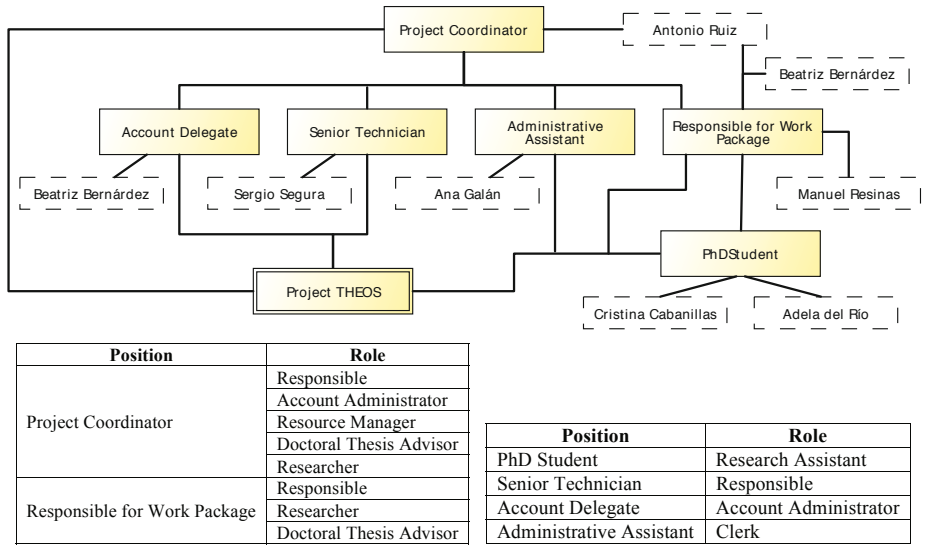 Project Coordinator
Antonio Ruiz
Beatriz Bernárdez
Account Delegate
Senior Technician
Administrative
Assistant
Responsible for Work
Package
Beatriz Bernárdez
Sergio Segura
Ana Galán
Manuel Resinas
PhDStudent
Project THEOS
Cristina Cabanillas
Adela del Río
Position Role
Project Coordinator
Responsible
Account Administrator
Resource Manager
Doctoral Thesis Advisor
Researcher
Responsible for Work Package
Responsible
Researcher
Doctoral Thesis Advisor
Position Role
PhD Student Research Assistant
Senior Technician Responsible
Account Delegate Account Administrator
Administrative Assistant Clerk